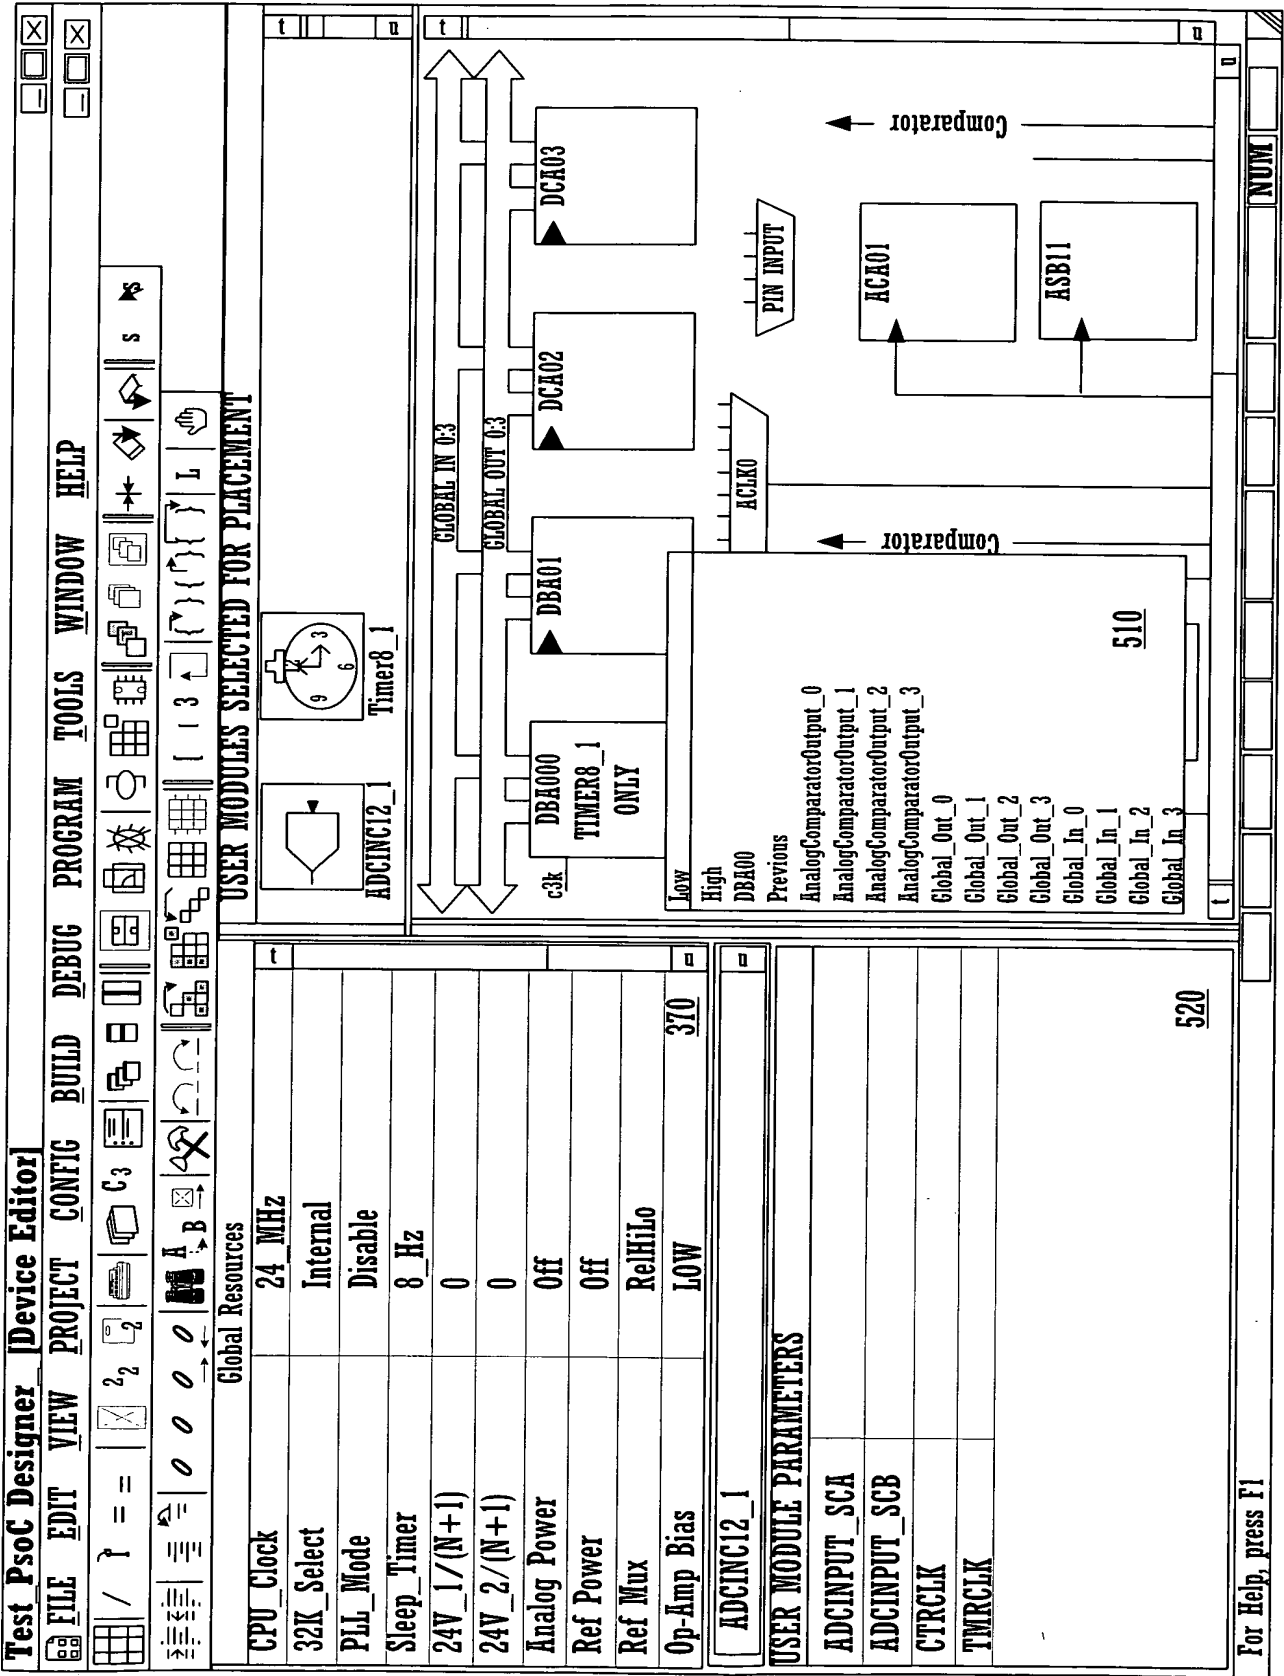 Test_PsoC Designer_ [Device Editor]
FILE EDIT VIEW PROJECT CONFIG BUILD DEBUG PROGRAM TOOLS WINDOW HELP
Global Resources
CPU_Clock 24_MHz
32K_Select Internal
PLL_Mode Disable
Sleep_Timer 8_Hz
24V_1/(N+1) 0
24V_2/(N+1) 0
Analog Power Off
Ref Power Off
Ref Mux RelHiLo
Op-Amp Bias LOW
370
ADCINC12_1
USER MODULE PARAMETERS
ADCINPUT_SCA
ADCINPUT_SCB
CTRCLK
TMRCLK
520
USER MODULES SELECTED FOR PLACEMENT
ADCINC12_1
Timer8_1
GLOBAL IN 0:3
GLOBAL OUT 0:3
c3k
DBA000
TIMER8_1
ONLY
DBA01
DCA02
DCA03
Low
High
DBA00
Previous
AnalogComparatorOutput_0
AnalogComparatorOutput_1
AnalogComparatorOutput_2
AnalogComparatorOutput_3
Global_Out_0
Global_Out_1
Global_Out_2
Global_Out_3
Global_In_0
Global_In_1
Global_In_2
Global_In_3
510
ACLK0
PIN INPUT
Comparator
Comparator
ACA01
ASB11
For Help, press F1
NUM